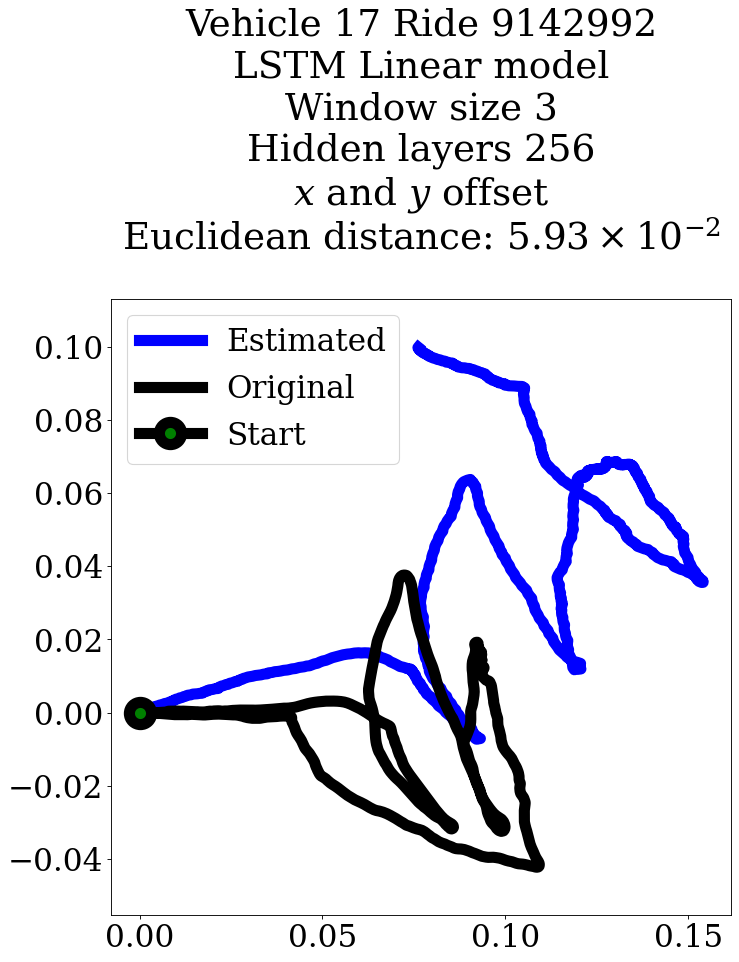 Vehicle 17 Ride 9142992
LSTM Linear model
Window size 3
Hidden layers 256
x and y offset
Euclidean distance: 5.93 × 10⁻²
Estimated
Original
Start
0.10
0.08
0.06
0.04
0.02
0.00
−0.02
−0.04
0.00 0.05 0.10 0.15